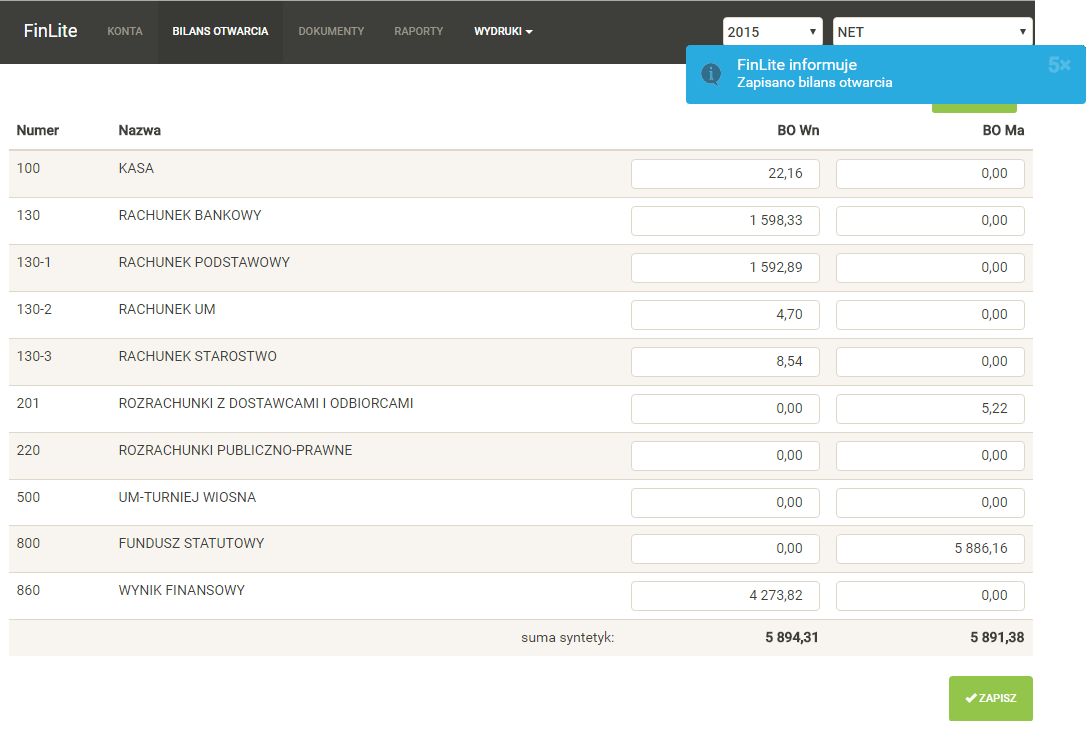 FinLite KONTA BILANS OTWARCIA DOKUMENTY RAPORTY WYDRUKI 2015 NET
FinLite informuje 5×
Zapisano bilans otwarcia
Numer Nazwa BO Wn BO Ma
100 KASA 22,16 0,00
130 RACHUNEK BANKOWY 1 598,33 0,00
130-1 RACHUNEK PODSTAWOWY 1 592,89 0,00
130-2 RACHUNEK UM 4,70 0,00
130-3 RACHUNEK STAROSTWO 8,54 0,00
201 ROZRACHUNKI Z DOSTAWCAMI I ODBIORCAMI 0,00 5,22
220 ROZRACHUNKI PUBLICZNO-PRAWNE 0,00 0,00
500 UM-TURNIEJ WIOSNA 0,00 0,00
800 FUNDUSZ STATUTOWY 0,00 5 886,16
860 WYNIK FINANSOWY 4 273,82 0,00
suma syntetyk: 5 894,31 5 891,38
ZAPISZ